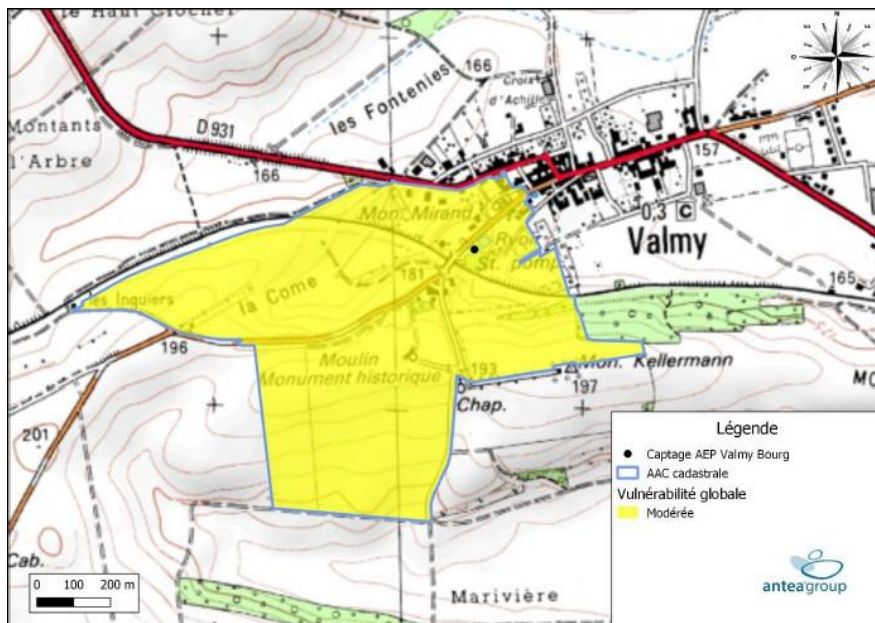 le Haut Clocher
Croix
d'Achille
les Fontenies
166
Montants
l'Arbre
D 931
166
157
Mon. Mirand
0,3 C
Valmy
St. pomp
181
165
la Come
les Inquiers
196
Moulin
Monument historique
193
Mon. Kellermann
197
Chap.
201
Cab.
Marivière
0 100 200 m
Légende
Captage AEP Valmy Bourg
AAC cadastrale
Vulnérabilité globale
Modérée
anteagroup